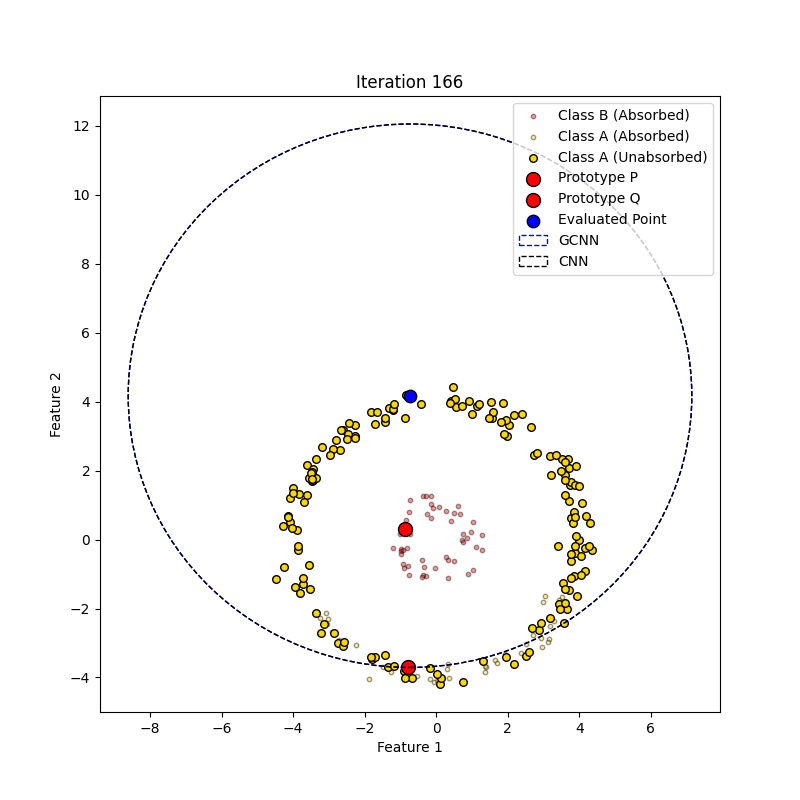 Iteration 166
Class B (Absorbed)
Class A (Absorbed)
Class A (Unabsorbed)
Prototype P
Prototype Q
Evaluated Point
GCNN
CNN
12
10
8
6
4
2
0
−2
−4
Feature 2
−8 −6 −4 −2 0 2 4 6
Feature 1